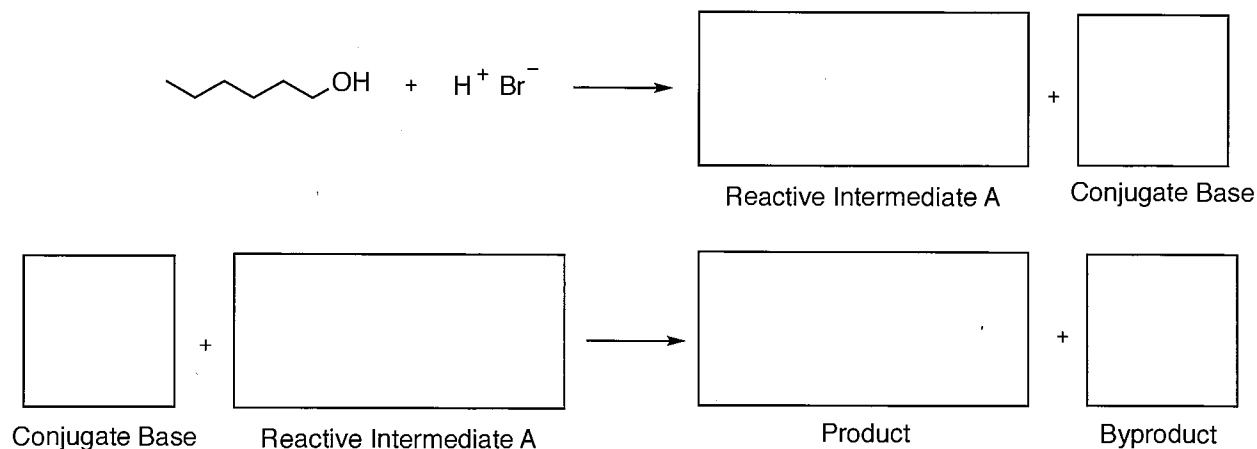 OH + H+ Br− +
Reactive Intermediate A Conjugate Base
+ +
Conjugate Base Reactive Intermediate A Product Byproduct